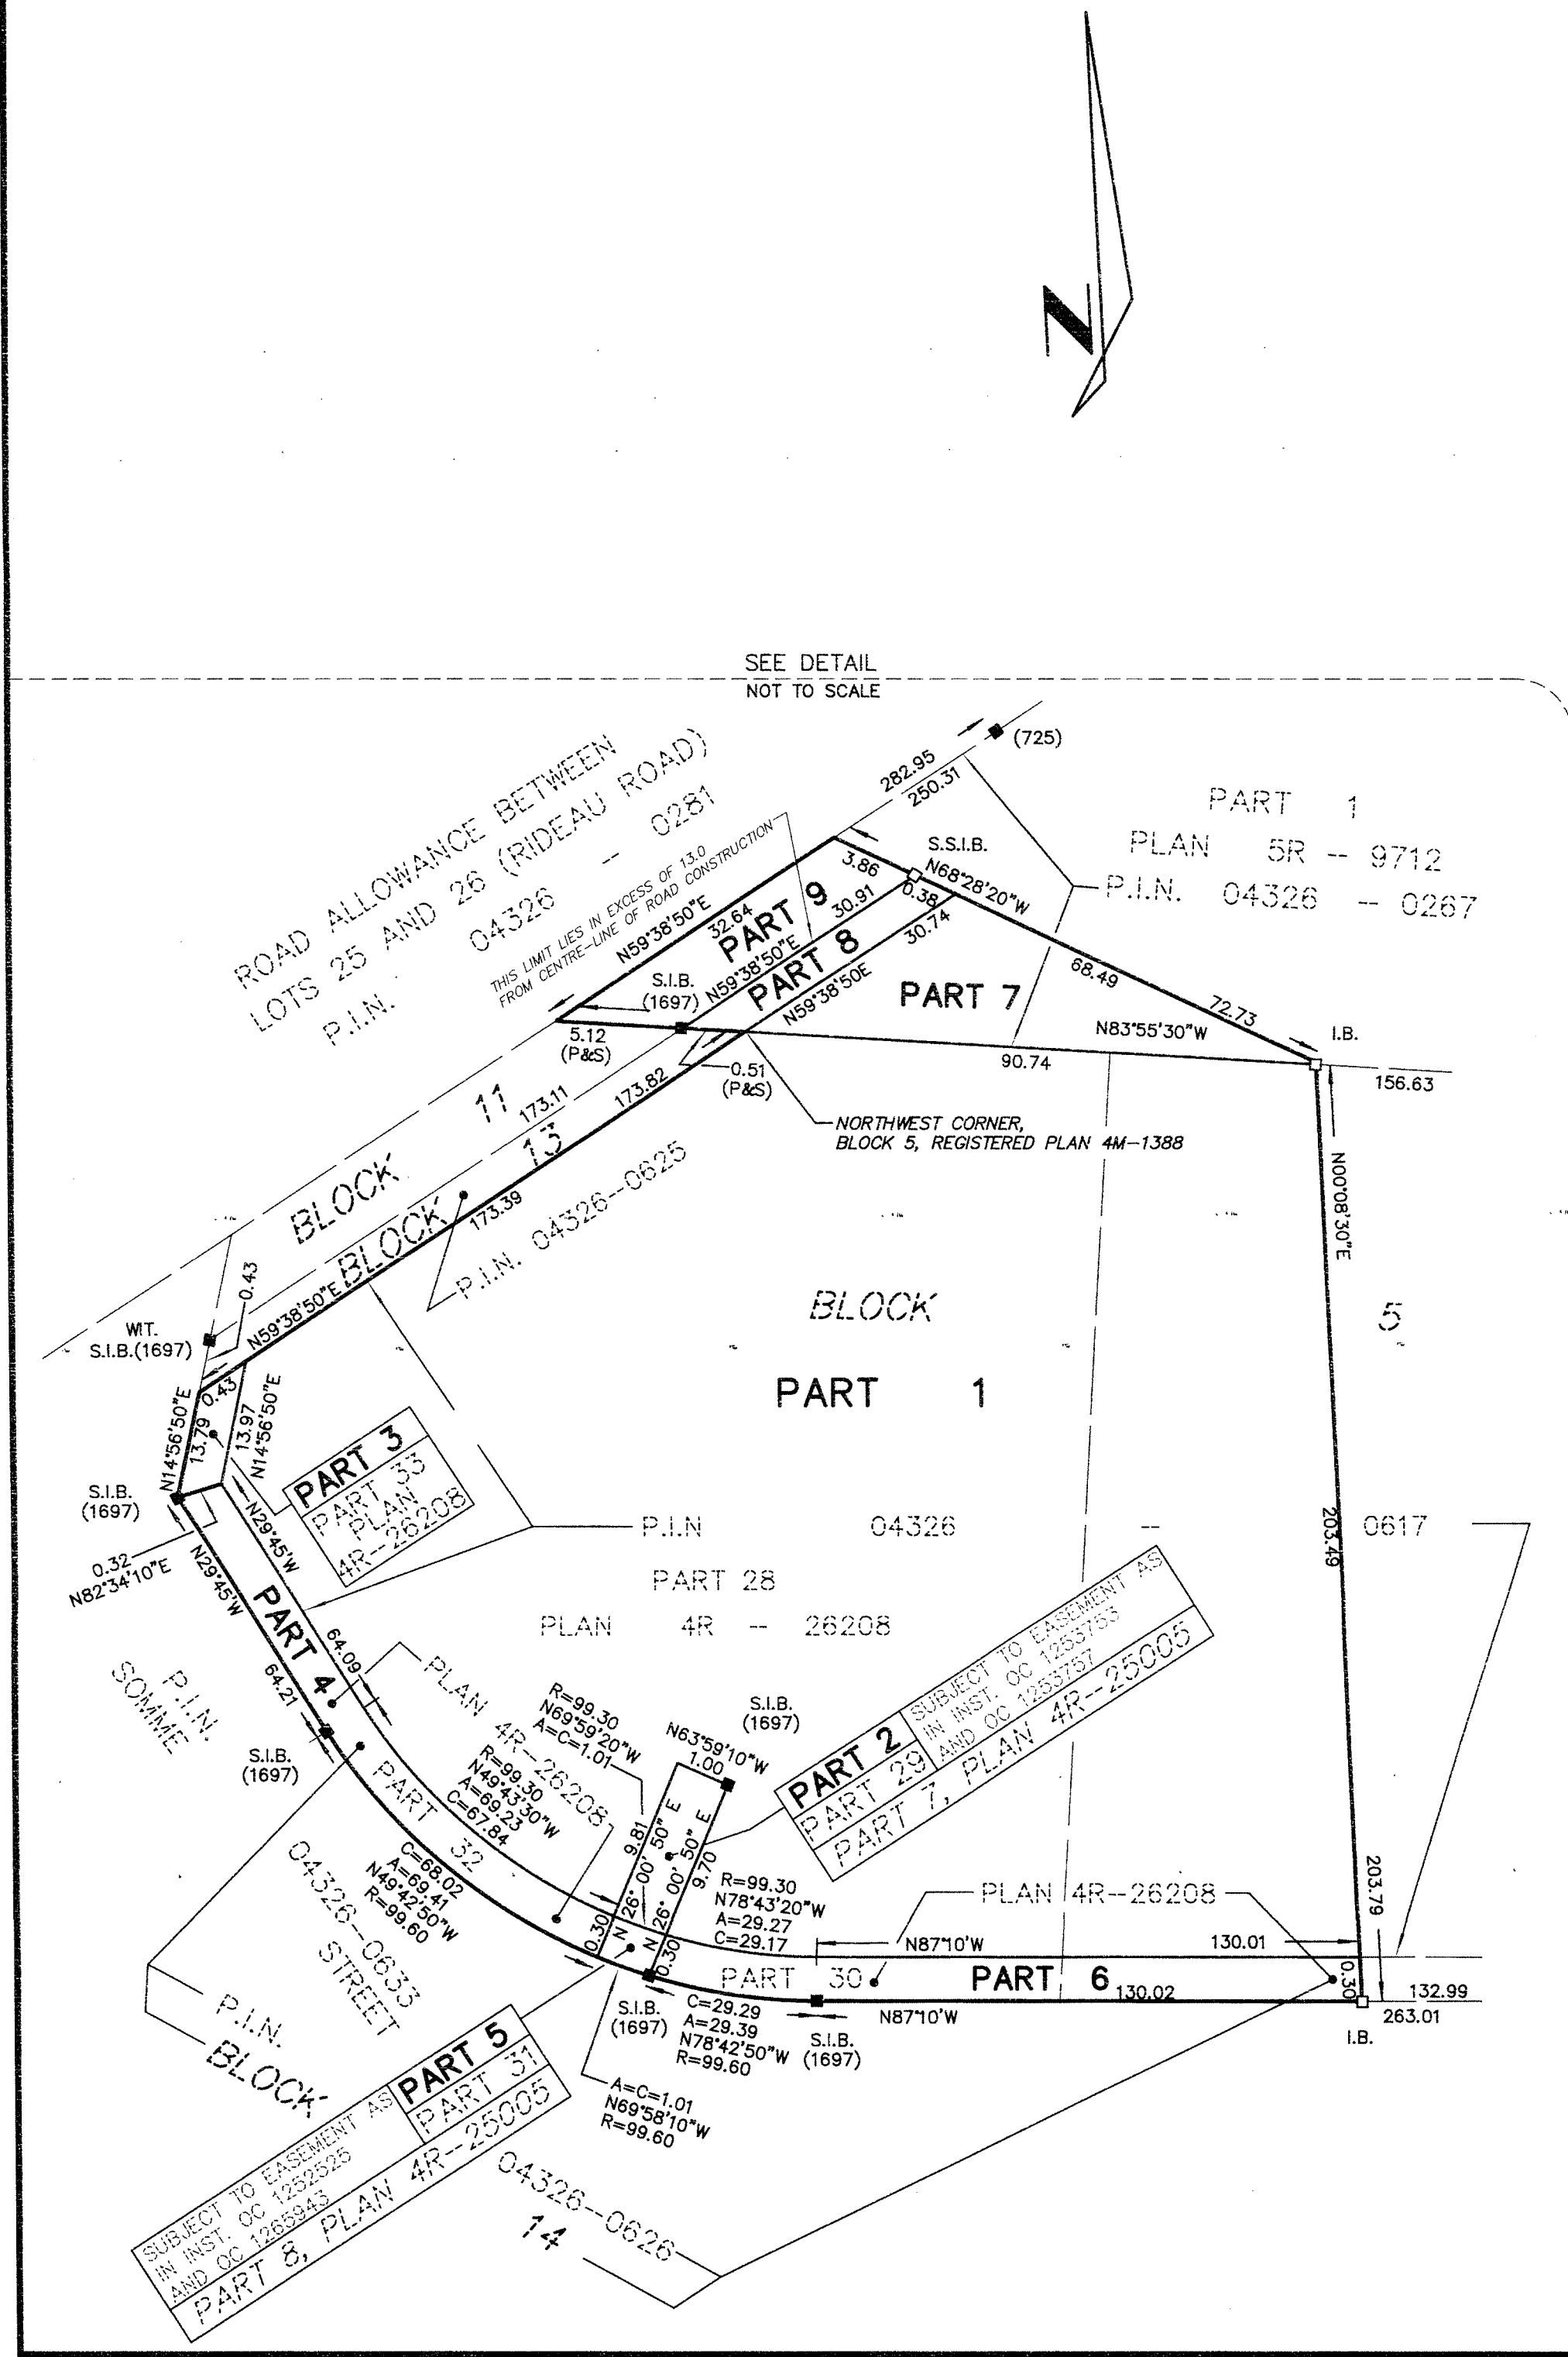 N
SEE DETAIL
NOT TO SCALE
(725)
282.95
250.31
ROAD ALLOWANCE BETWEEN
LOTS 25 AND 26 (RIDEAU ROAD)
P.I.N. 04326 -- 0281
THIS LIMIT LIES IN EXCESS OF 13.0
FROM CENTRE-LINE OF ROAD CONSTRUCTION
PART 1
PLAN 5R -- 9712
P.I.N. 04326 -- 0267
S.S.I.B.
N68°28'20"W
3.86
0.38
N59°38'50"E
32.64
PART 9
30.91
N59°38'50"E
PART 8
30.74
N59°38'50E
PART 7
68.49
72.73
S.I.B.
(1697)
N83°55'30"W
90.74
I.B.
156.63
5.12
(P&S)
0.51
(P&S)
NORTHWEST CORNER,
BLOCK 5, REGISTERED PLAN 4M-1388
BLOCK 11
173.11
173.82
BLOCK 13
173.39
P.I.N. 04326--0625
N59°38'50"E
0.43
WIT.
S.I.B.(1697)
N00°08'30"E
BLOCK 5
PART 1
N14°56'50"E
0.43
13.79
13.97
N14°56'50"E
PART 3
PART 33
PLAN
4R--26208
S.I.B.
(1697)
0.32
N82°34'10"E
N29°45'W
N29°45'W
P.I.N 04326 -- 0617
203.49
PART 28
PLAN 4R -- 26208
PART 4
64.09
64.21
P.I.N.
SOMME
S.I.B.
(1697)
PLAN 4R-26208
PART 32
R=99.30
N69°59'20"W
A=C=1.01
R=99.30
N49°43'30"W
A=69.23
C=67.84
S.I.B.
(1697)
N63°59'10"W
1.00
PART 2
PART 29
SUBJECT TO EASEMENT AS
IN INST. OC 1253753
AND OC 1253757
PART 7, PLAN 4R--25005
9.81
N 26° 00' 50" E
9.70
N 26° 00' 50" E
0.30
0.30
C=68.02
A=69.41
N49°42'50"W
R=99.60
04326--0633
STREET
R=99.30
N78°43'20"W
A=29.27
C=29.17
PLAN 4R--26208
203.79
N87°10'W
130.01
PART 30
PART 6
130.02
0.30
132.99
N87°10'W
263.01
I.B.
S.I.B.
(1697)
C=29.29
A=29.39
N78°42'50"W
R=99.60
S.I.B.
(1697)
P.I.N.
BLOCK
A=C=1.01
N69°58'10"W
R=99.60
PART 5
PART 31
SUBJECT TO EASEMENT AS
IN INST. OC 1252525
AND OC 1265943
PART 8, PLAN 4R--25005
04326--0626
14